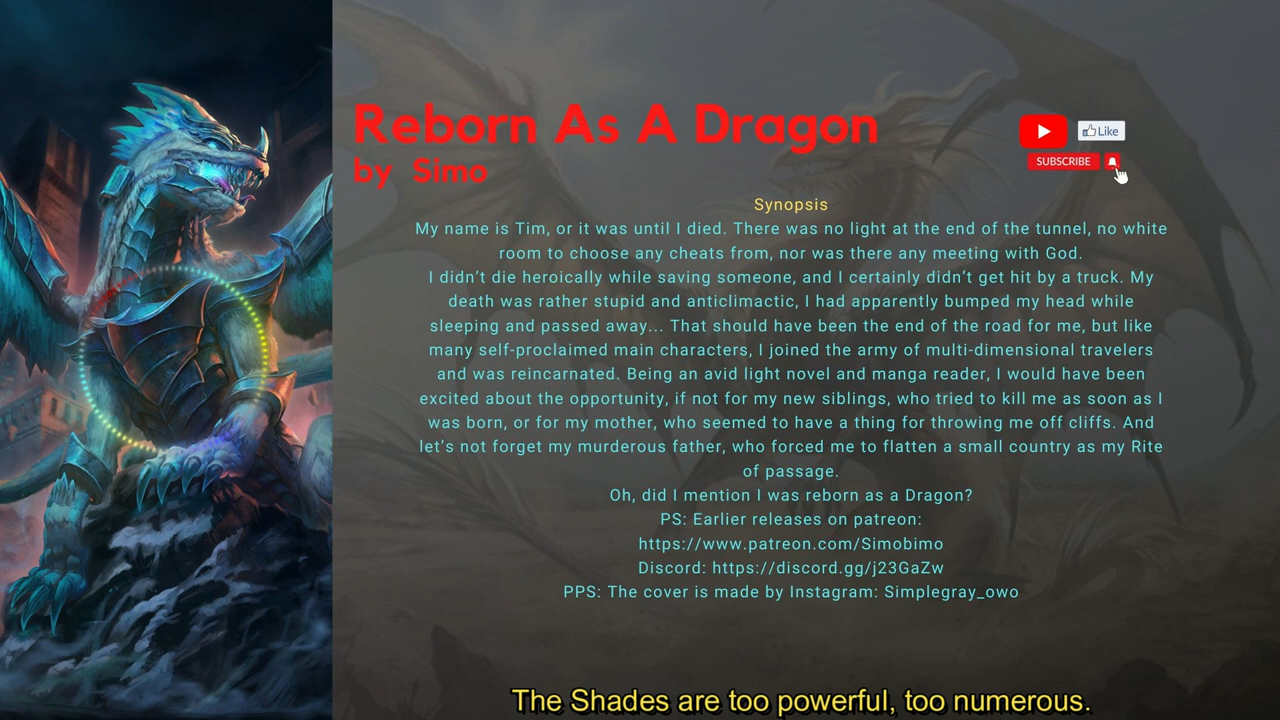 Reborn As A Dragon
by Simo
Like
SUBSCRIBE
Synopsis
My name is Tim, or it was until I died. There was no light at the end of the tunnel, no white
room to choose any cheats from, nor was there any meeting with God.
I didn’t die heroically while saving someone, and I certainly didn’t get hit by a truck. My
death was rather stupid and anticlimactic, I had apparently bumped my head while
sleeping and passed away... That should have been the end of the road for me, but like
many self-proclaimed main characters, I joined the army of multi-dimensional travelers
and was reincarnated. Being an avid light novel and manga reader, I would have been
excited about the opportunity, if not for my new siblings, who tried to kill me as soon as I
was born, or for my mother, who seemed to have a thing for throwing me off cliffs. And
let’s not forget my murderous father, who forced me to flatten a small country as my Rite
of passage.
Oh, did I mention I was reborn as a Dragon?
PS: Earlier releases on patreon:
https://www.patreon.com/Simobimo
Discord: https://discord.gg/j23GaZw
PPS: The cover is made by Instagram: Simplegray_owo
The Shades are too powerful, too numerous.